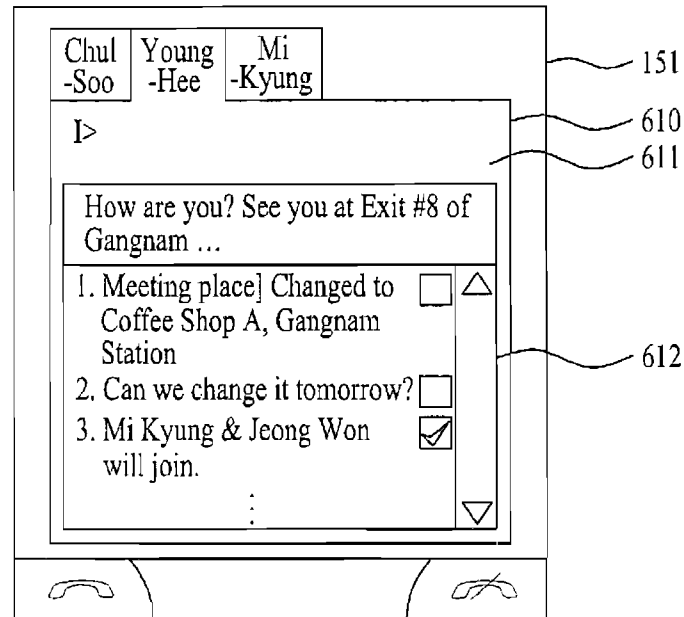 Chul
-Soo
Young
-Hee
Mi
-Kyung
151
610
I>
611
How are you? See you at Exit #8 of
Gangnam ...
1. Meeting place] Changed to
Coffee Shop A, Gangnam
Station
612
2. Can we change it tomorrow?
3. Mi Kyung & Jeong Won
will join.